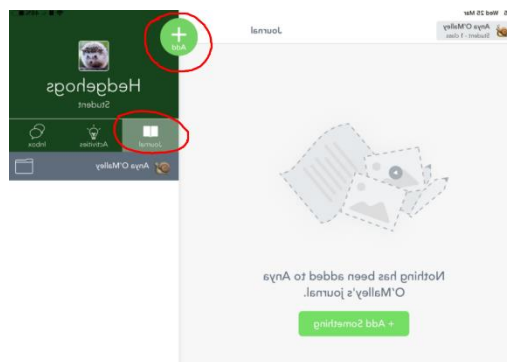 Wed 25 Mar
Anya O'Malley
Student - 1 class
Journal
Add
Hedgehogs
Student
Journal
Activities
Inbox
Anya O'Malley
Nothing has been added to Anya
O'Malley's journal.
+ Add Something